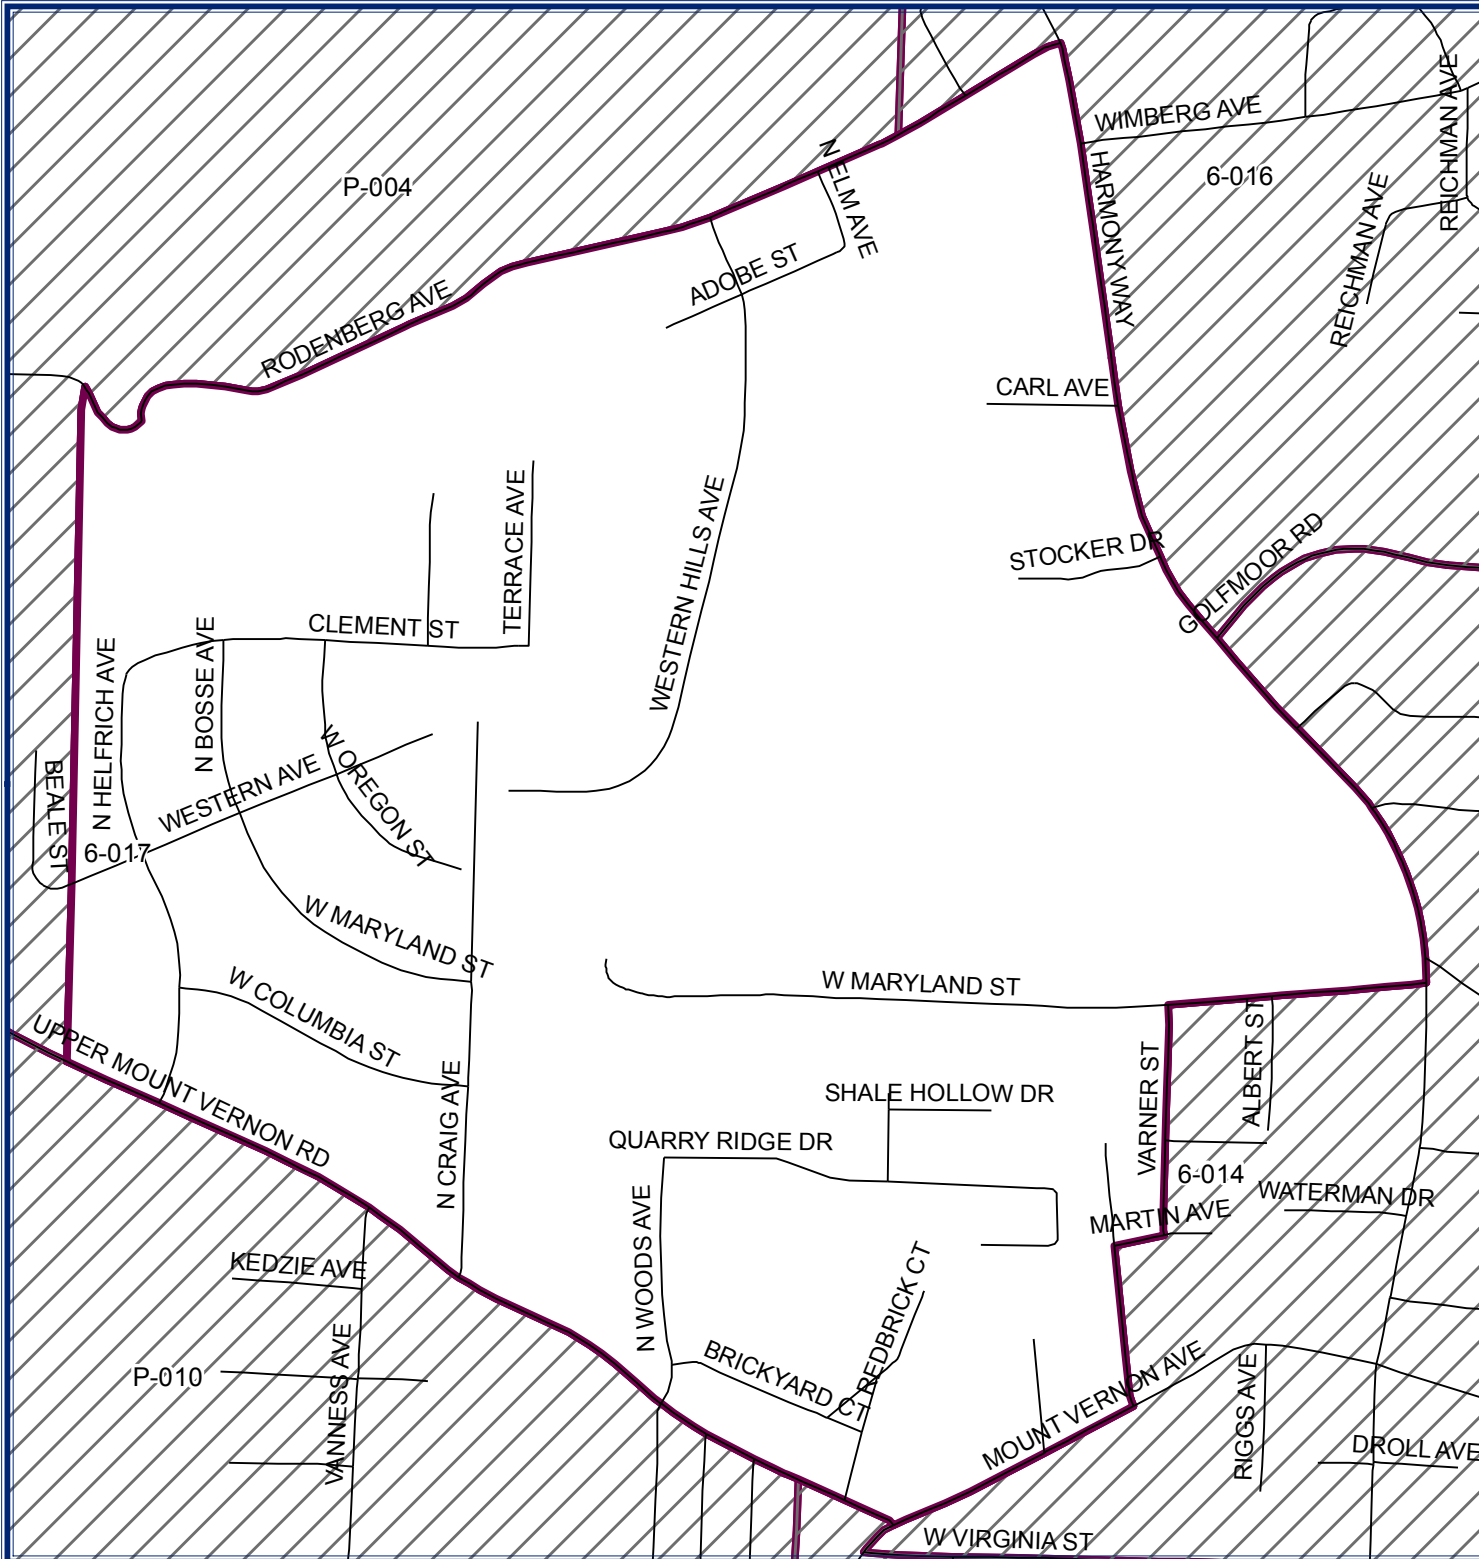 REICHMAN AVE
WIMBERG AVE
6-016
P-004
N ELM AVE
HARMONY WAY
REICHMAN AVE
ADOBE ST
RODENBERG AVE
CARL AVE
TERRACE AVE
WESTERN HILLS AVE
STOCKER DR
GOLFMOOR RD
CLEMENT ST
N BOSSE AVE
N HELFRICH AVE
W OREGON ST
WESTERN AVE
BEALE ST
6-017
W MARYLAND ST
W COLUMBIA ST
W MARYLAND ST
UPPER MOUNT VERNON RD
ALBERT ST
VARNER ST
N CRAIG AVE
SHALE HOLLOW DR
QUARRY RIDGE DR
6-014
WATERMAN DR
MARTIN AVE
N WOODS AVE
KEDZIE AVE
REDBRICK CT
BRICKYARD CT
VANNESS AVE
P-010
MOUNT VERNON AVE
RIGGS AVE
DROLL AVE
W VIRGINIA ST